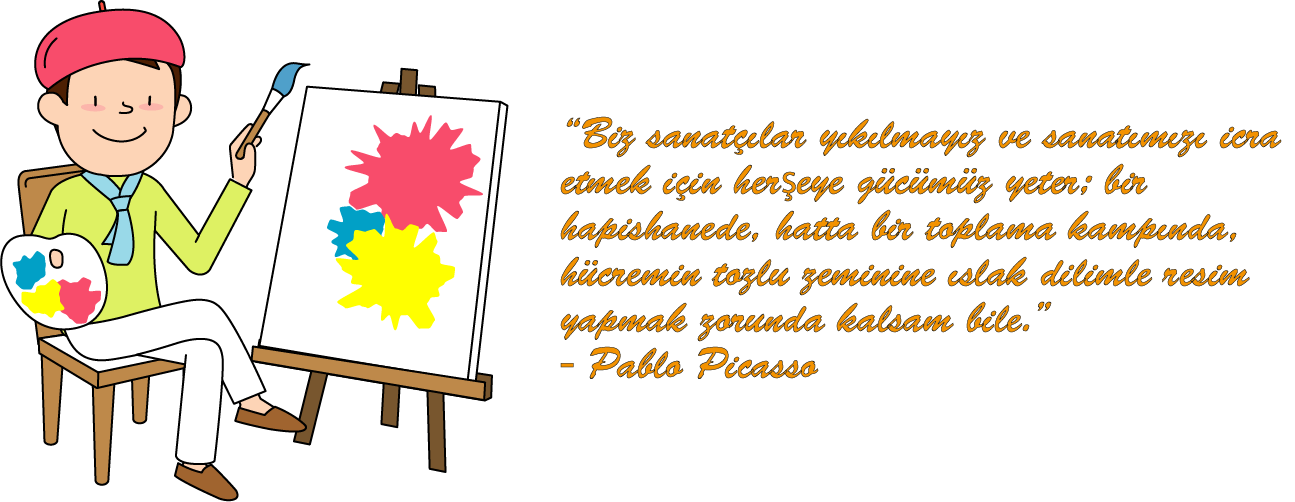 “Biz sanatçılar yıkılmayız ve sanatımızı icra
etmek için herşeye gücümüz yeter; bir
hapishanede, hatta bir toplama kampında,
hücremin tozlu zeminine ıslak dilimle resim
yapmak zorunda kalsam bile.”
- Pablo Picasso